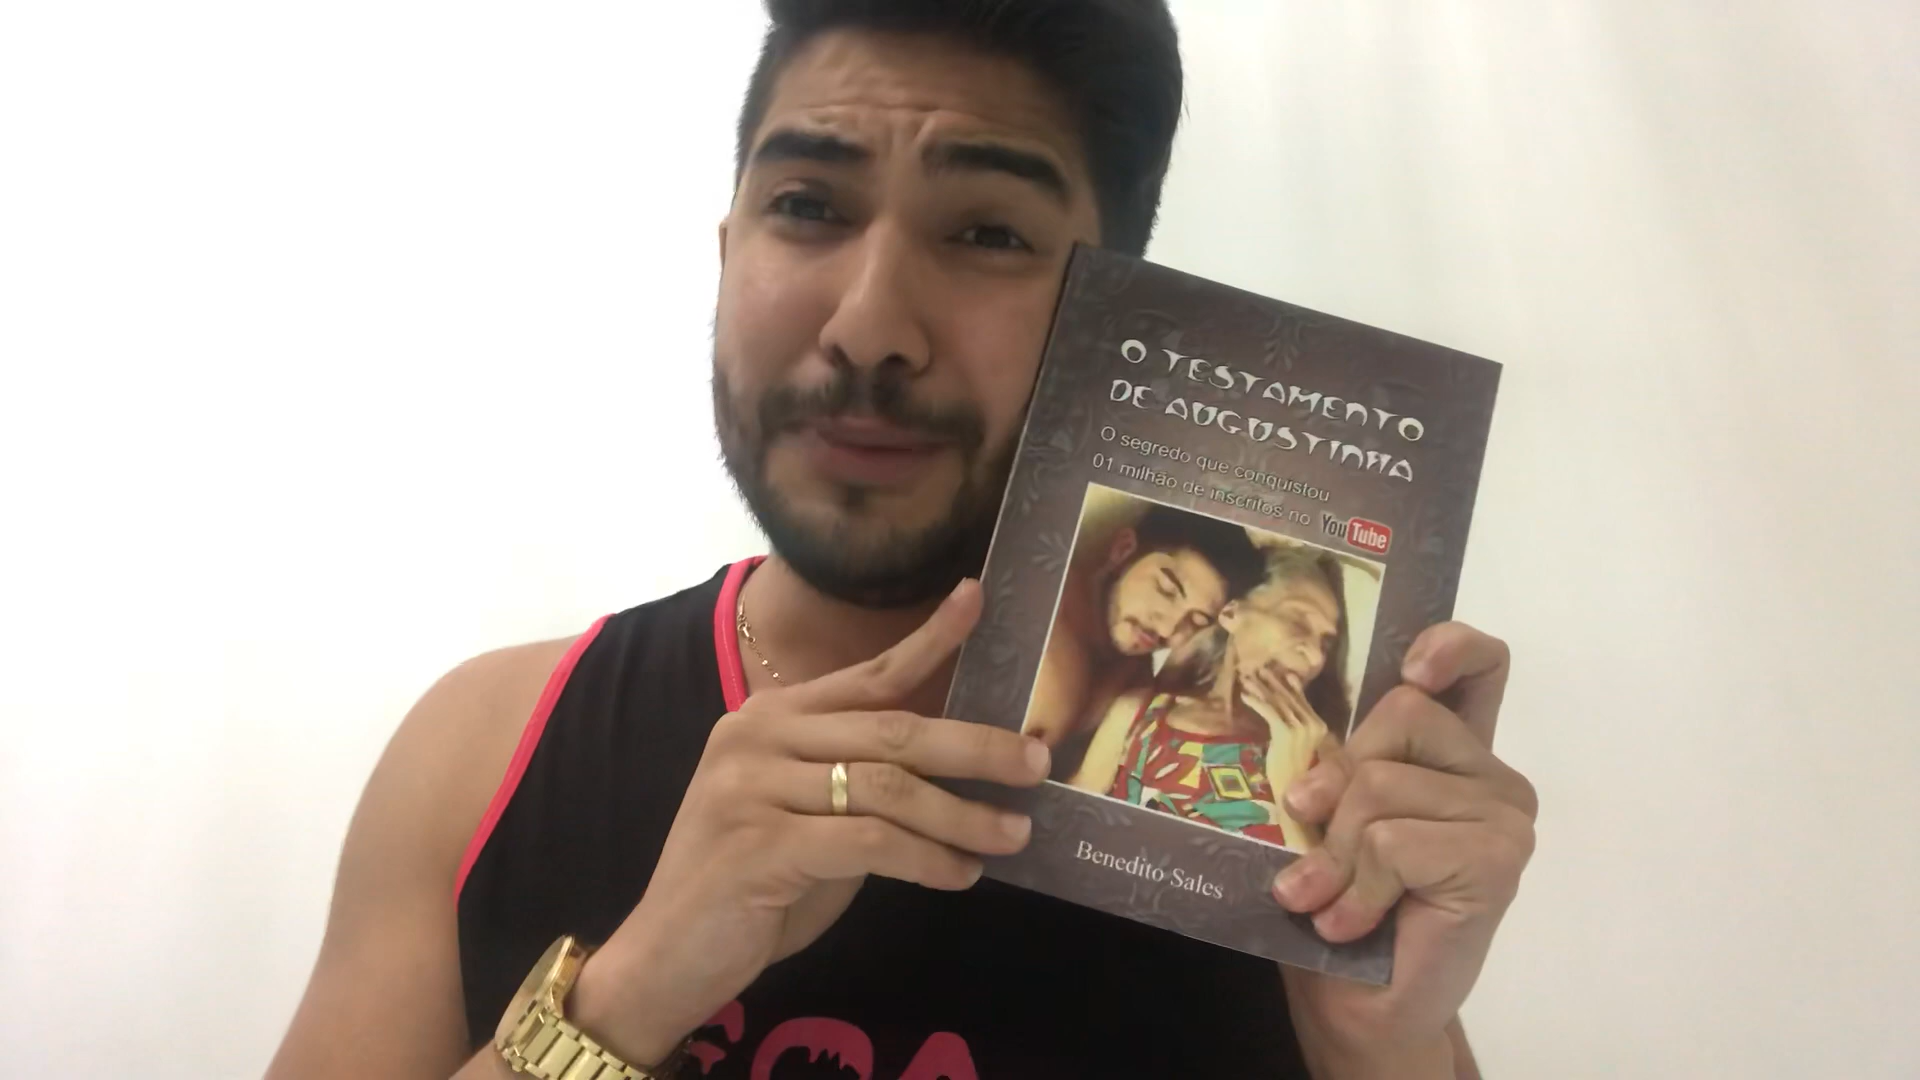 O TESTAMENTO
DE AUGUSTINHA
O segredo que conquistou
01 milhão de inscritos no YouTube
Benedito Sales